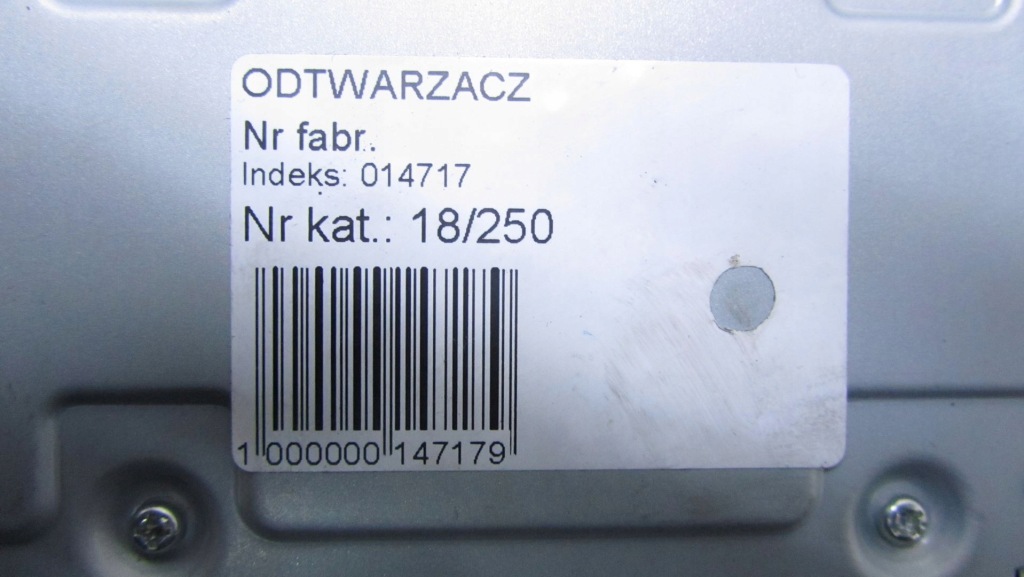 ODTWARZACZ
Nr fabr.
Indeks: 014717
Nr kat.: 18/250
1 000000 147179